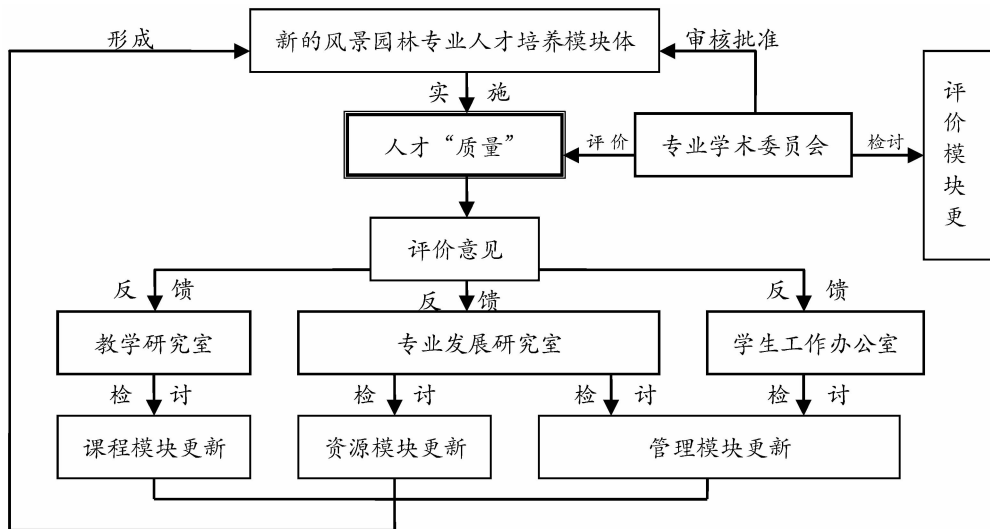 形成
新的风景园林专业人才培养模块体
审核批准
实 施
评价模块更
人才“质量”
评 价
专业学术委员会
检讨
评价意见
反 馈
反 馈
反 馈
教学研究室
专业发展研究室
学生工作办公室
检 讨
检 讨
检 讨
检 讨
课程模块更新
资源模块更新
管理模块更新